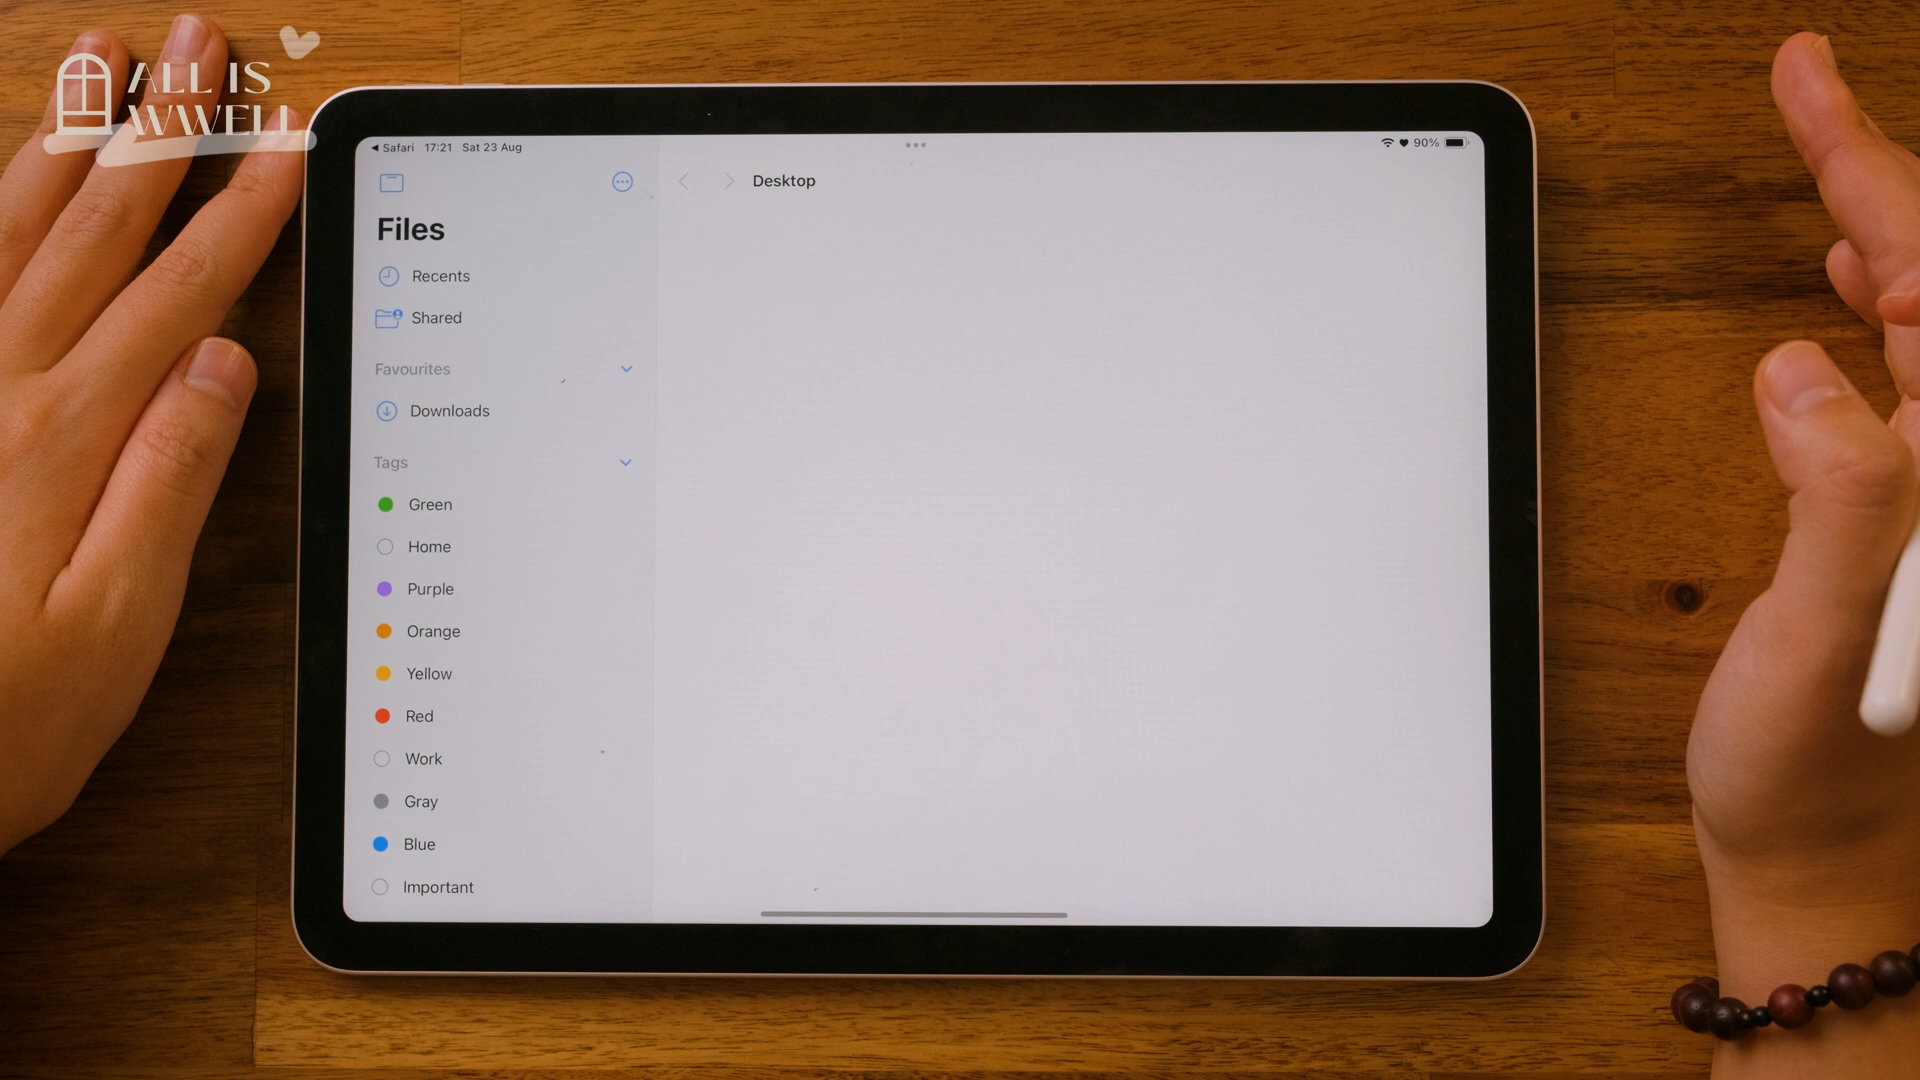 ALL IS
WWELL
Safari 17:21 Sat 23 Aug
90%
Desktop
Files
Recents
Shared
Favourites
Downloads
Tags
Green
Home
Purple
Orange
Yellow
Red
Work
Gray
Blue
Important